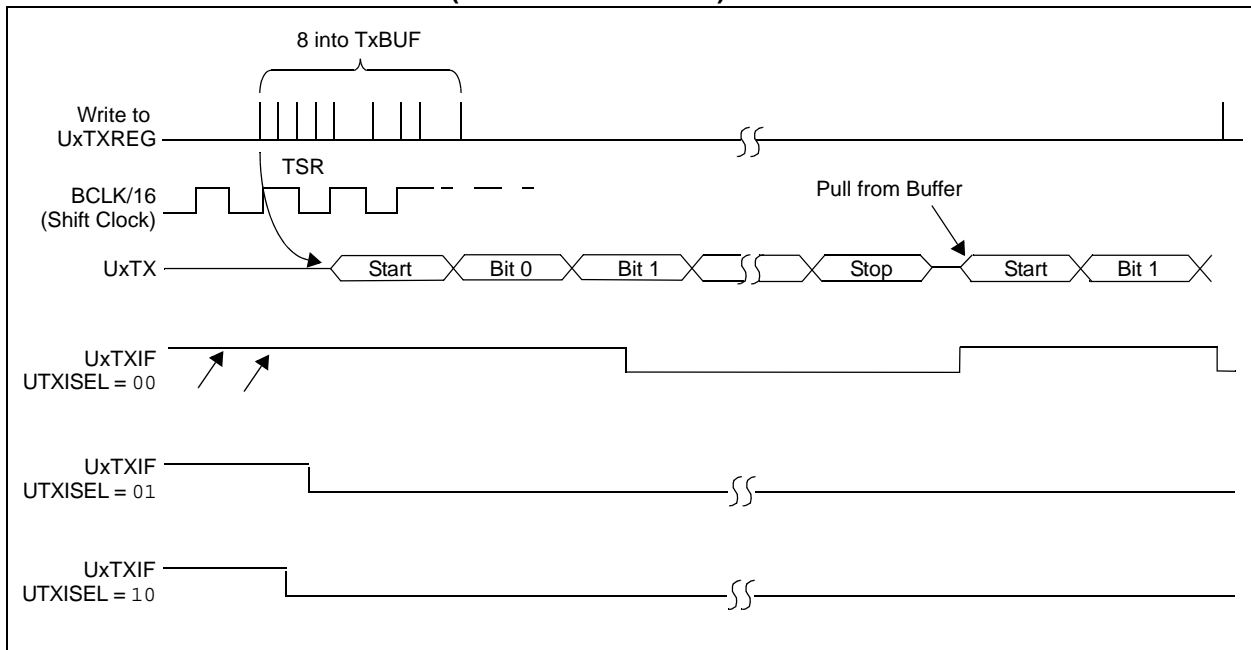 8 into TxBUF
Write to
UxTXREG
TSR
BCLK/16
(Shift Clock)
Pull from Buffer
UxTX
Start
Bit 0
Bit 1
Stop
Start
Bit 1
UxTXIF
UTXISEL = 00
UxTXIF
UTXISEL = 01
UxTXIF
UTXISEL = 10